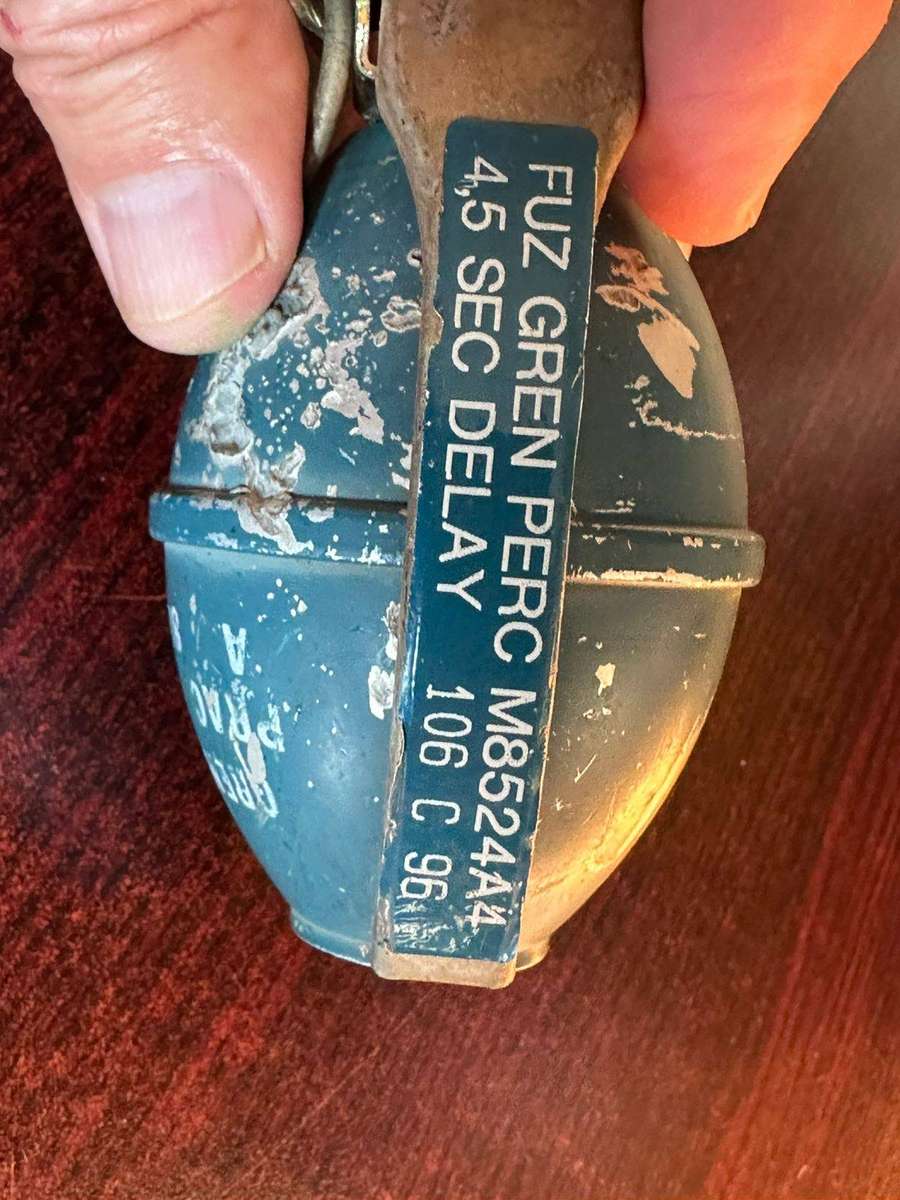 FUZ GREN PERC M8524A4
4,5 SEC DELAY 106 C 96
A